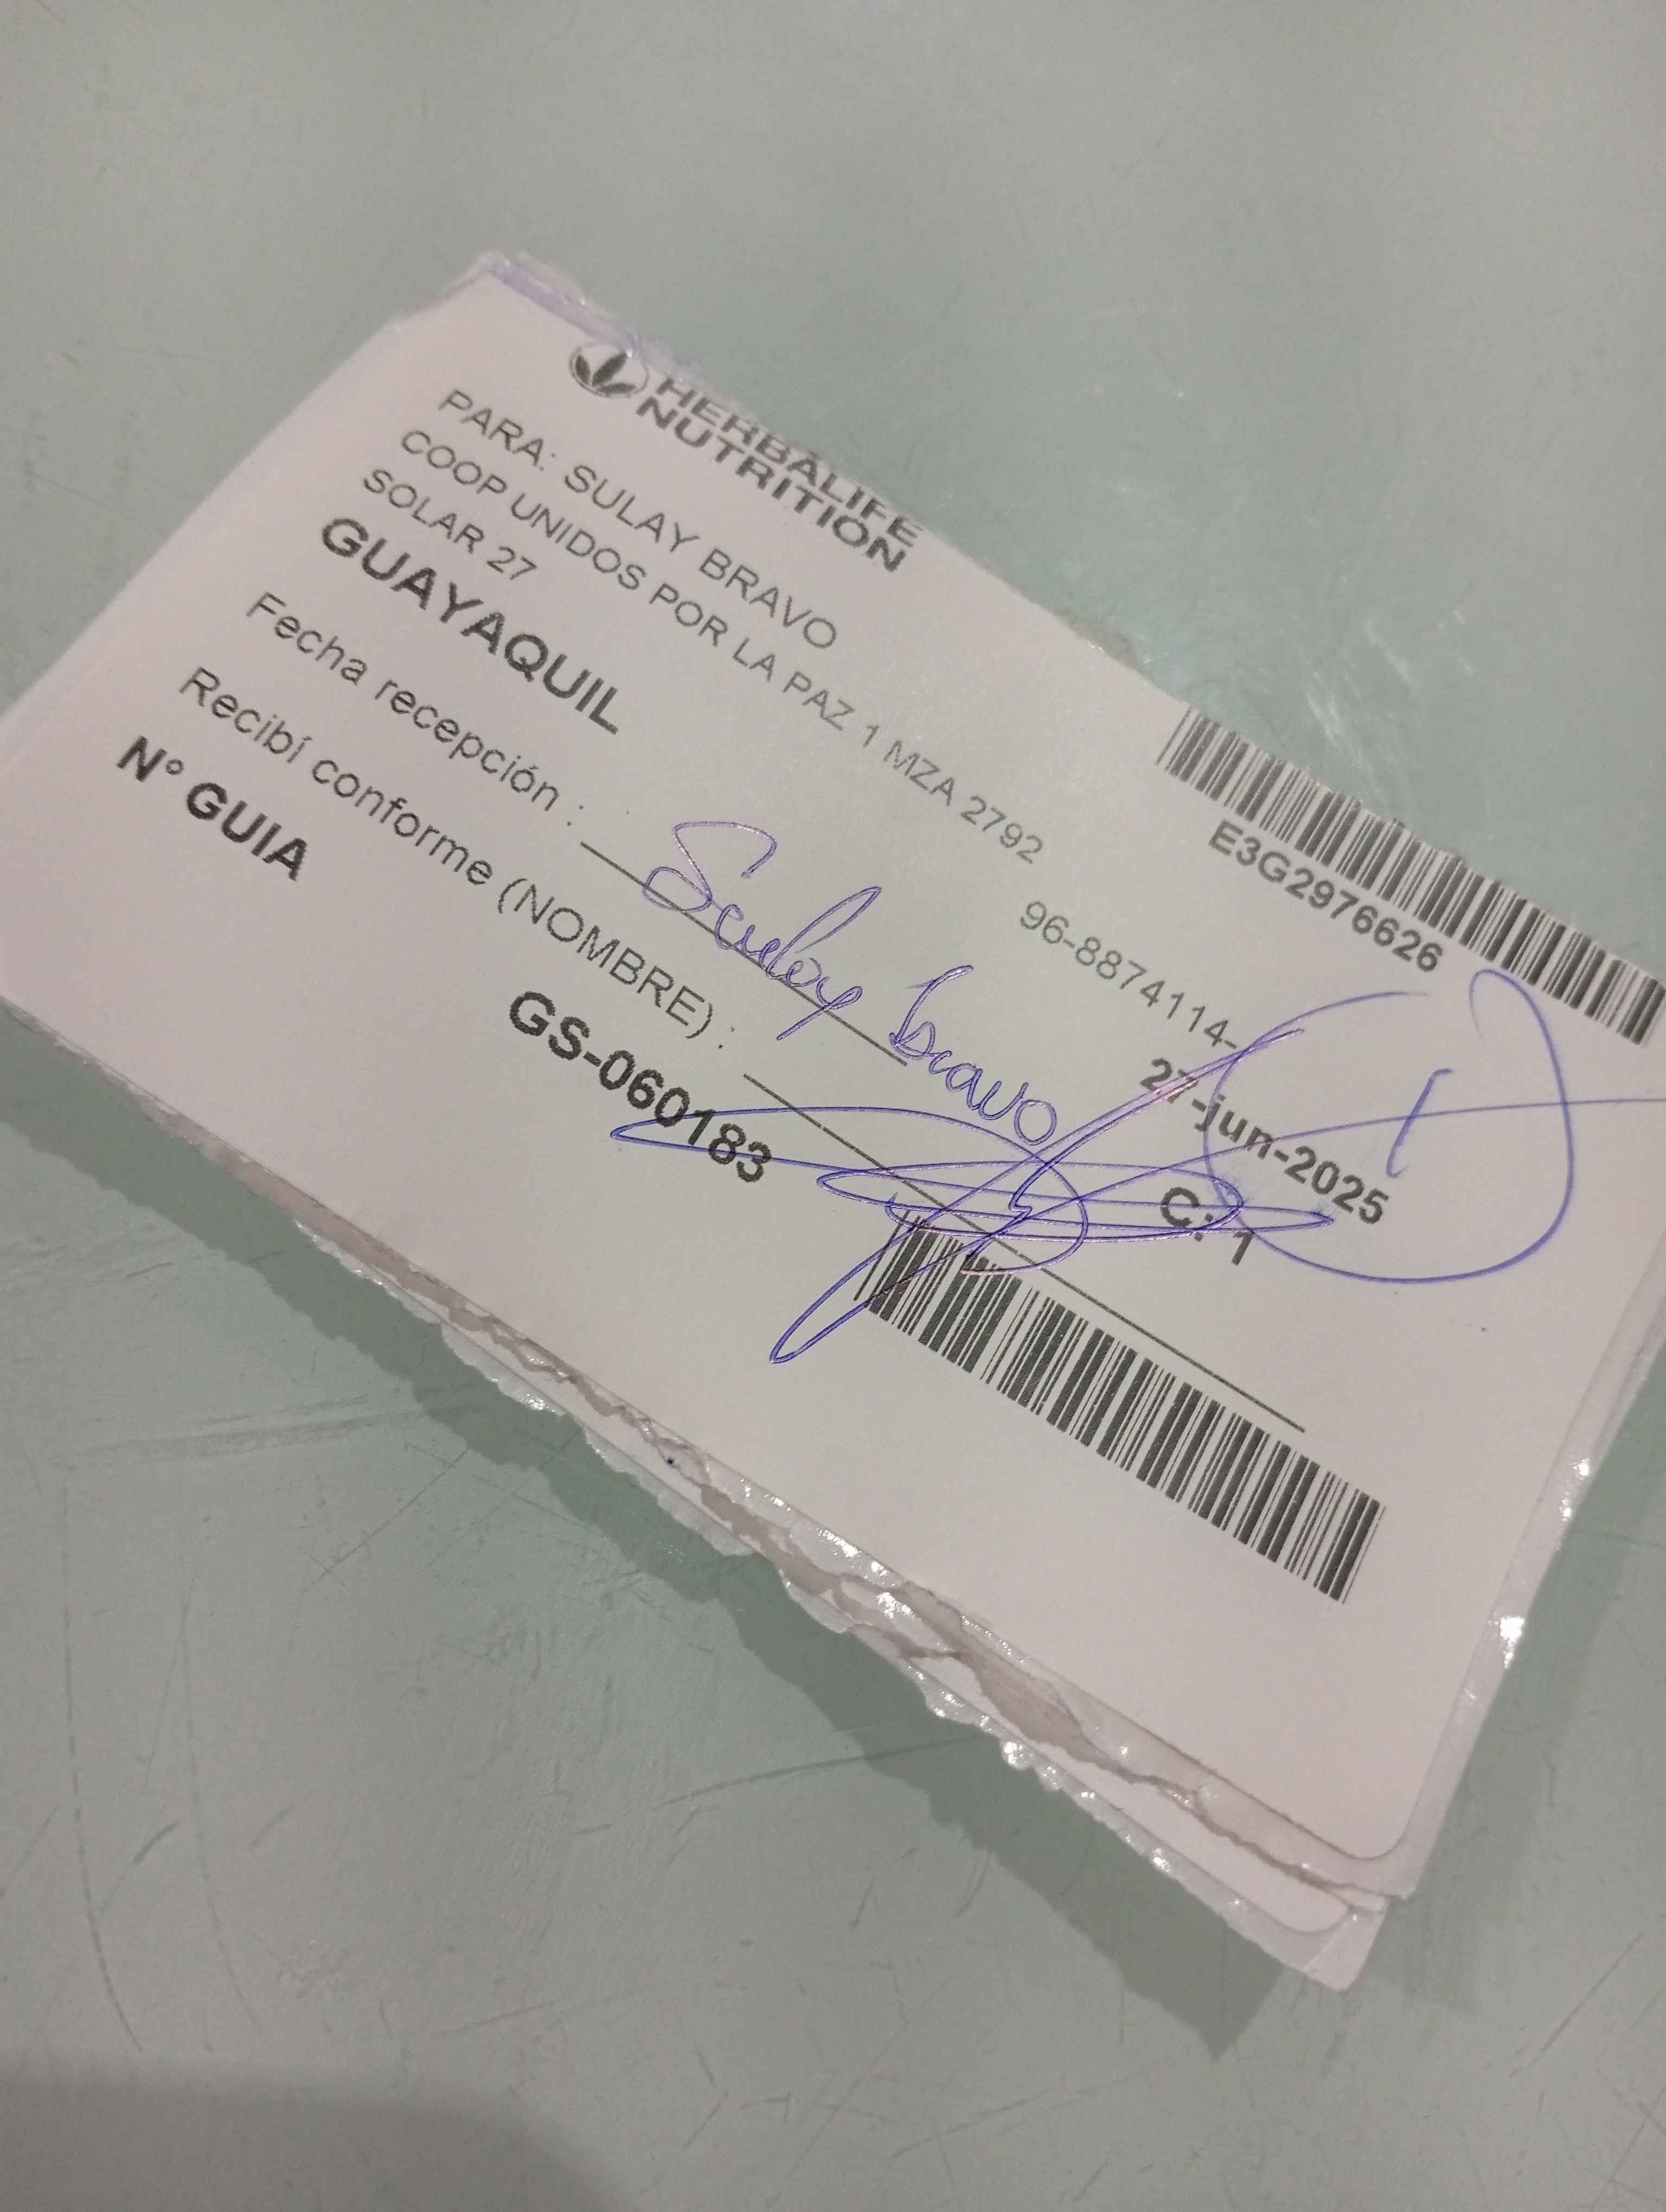 HERBALIFE
NUTRITION
E3G2976626
PARA: SULAY BRAVO
COOP UNIDOS POR LA PAZ 1 MZA 2792
SOLAR 27
96-8874114-
GUAYAQUIL
27-jun-2025
Fecha recepción :
C: 1
Sulay bravo
Recibí conforme (NOMBRE) :
N° GUIA
GS-060183